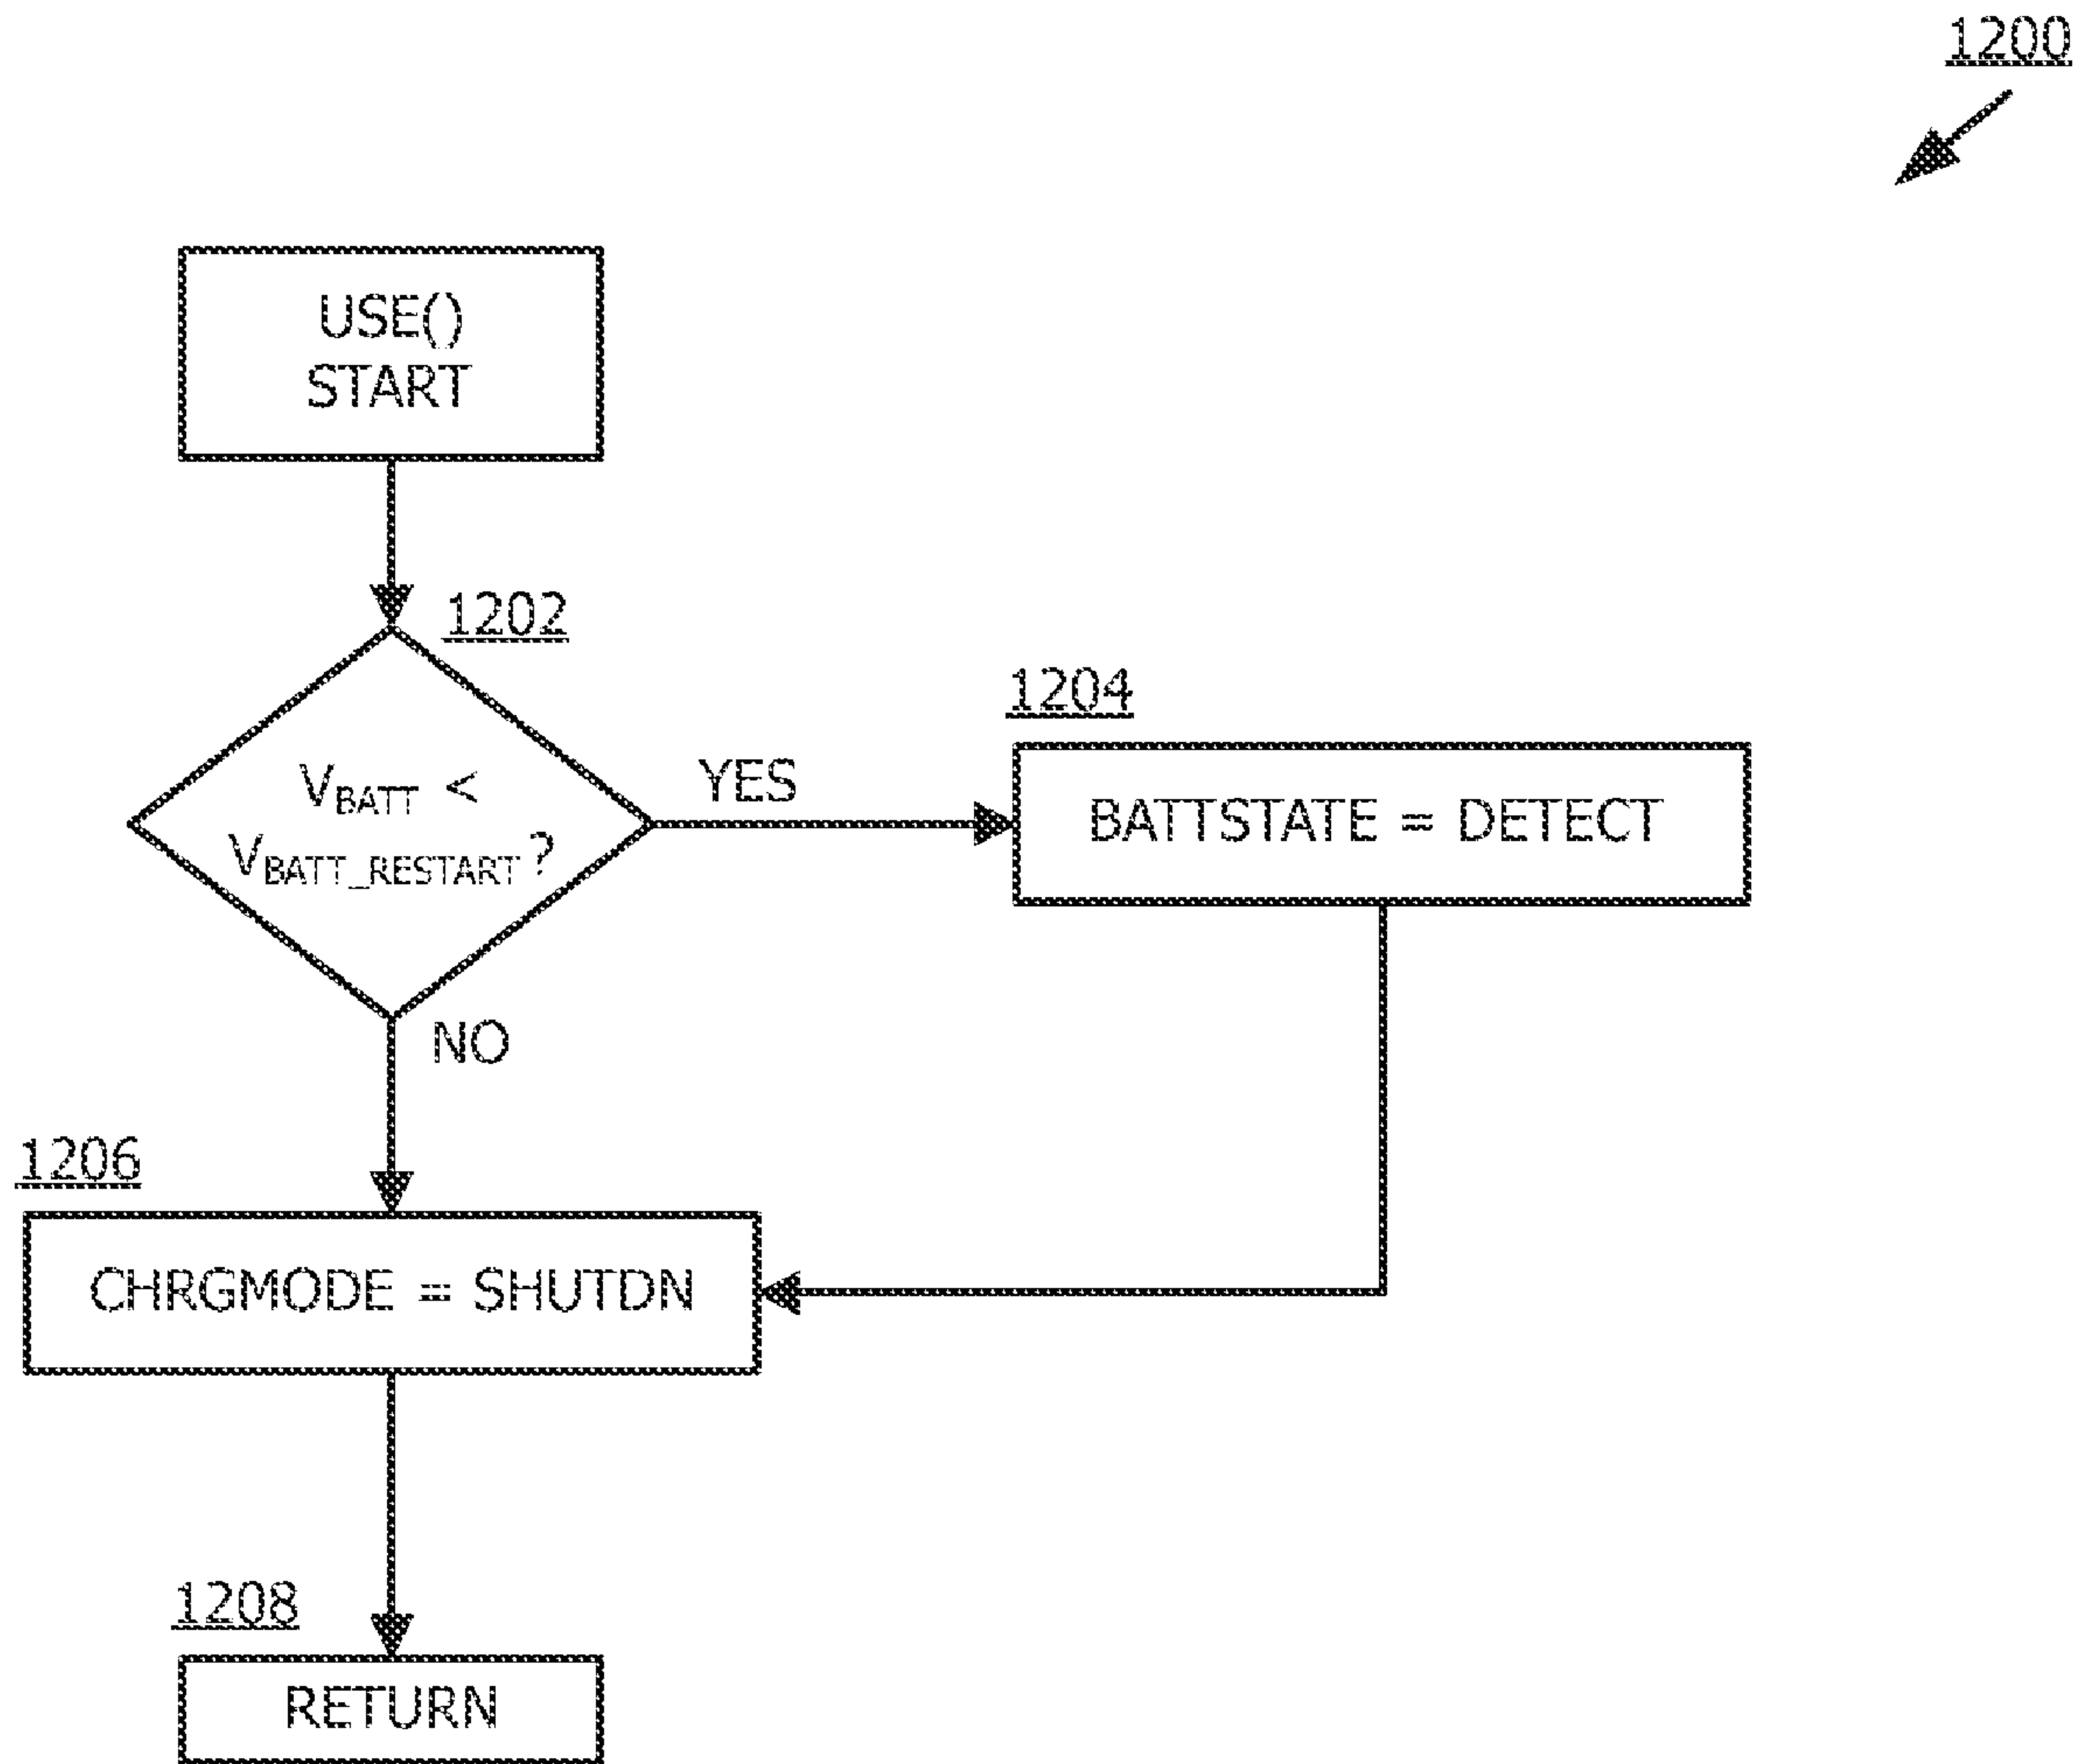 1200
USE()
START
1202
1204
V_BATT <
YES
BATTSTATE = DETECT
V_BATT_RESTART?
NO
1206
CHRGMODE = SHUTDN
1208
RETURN